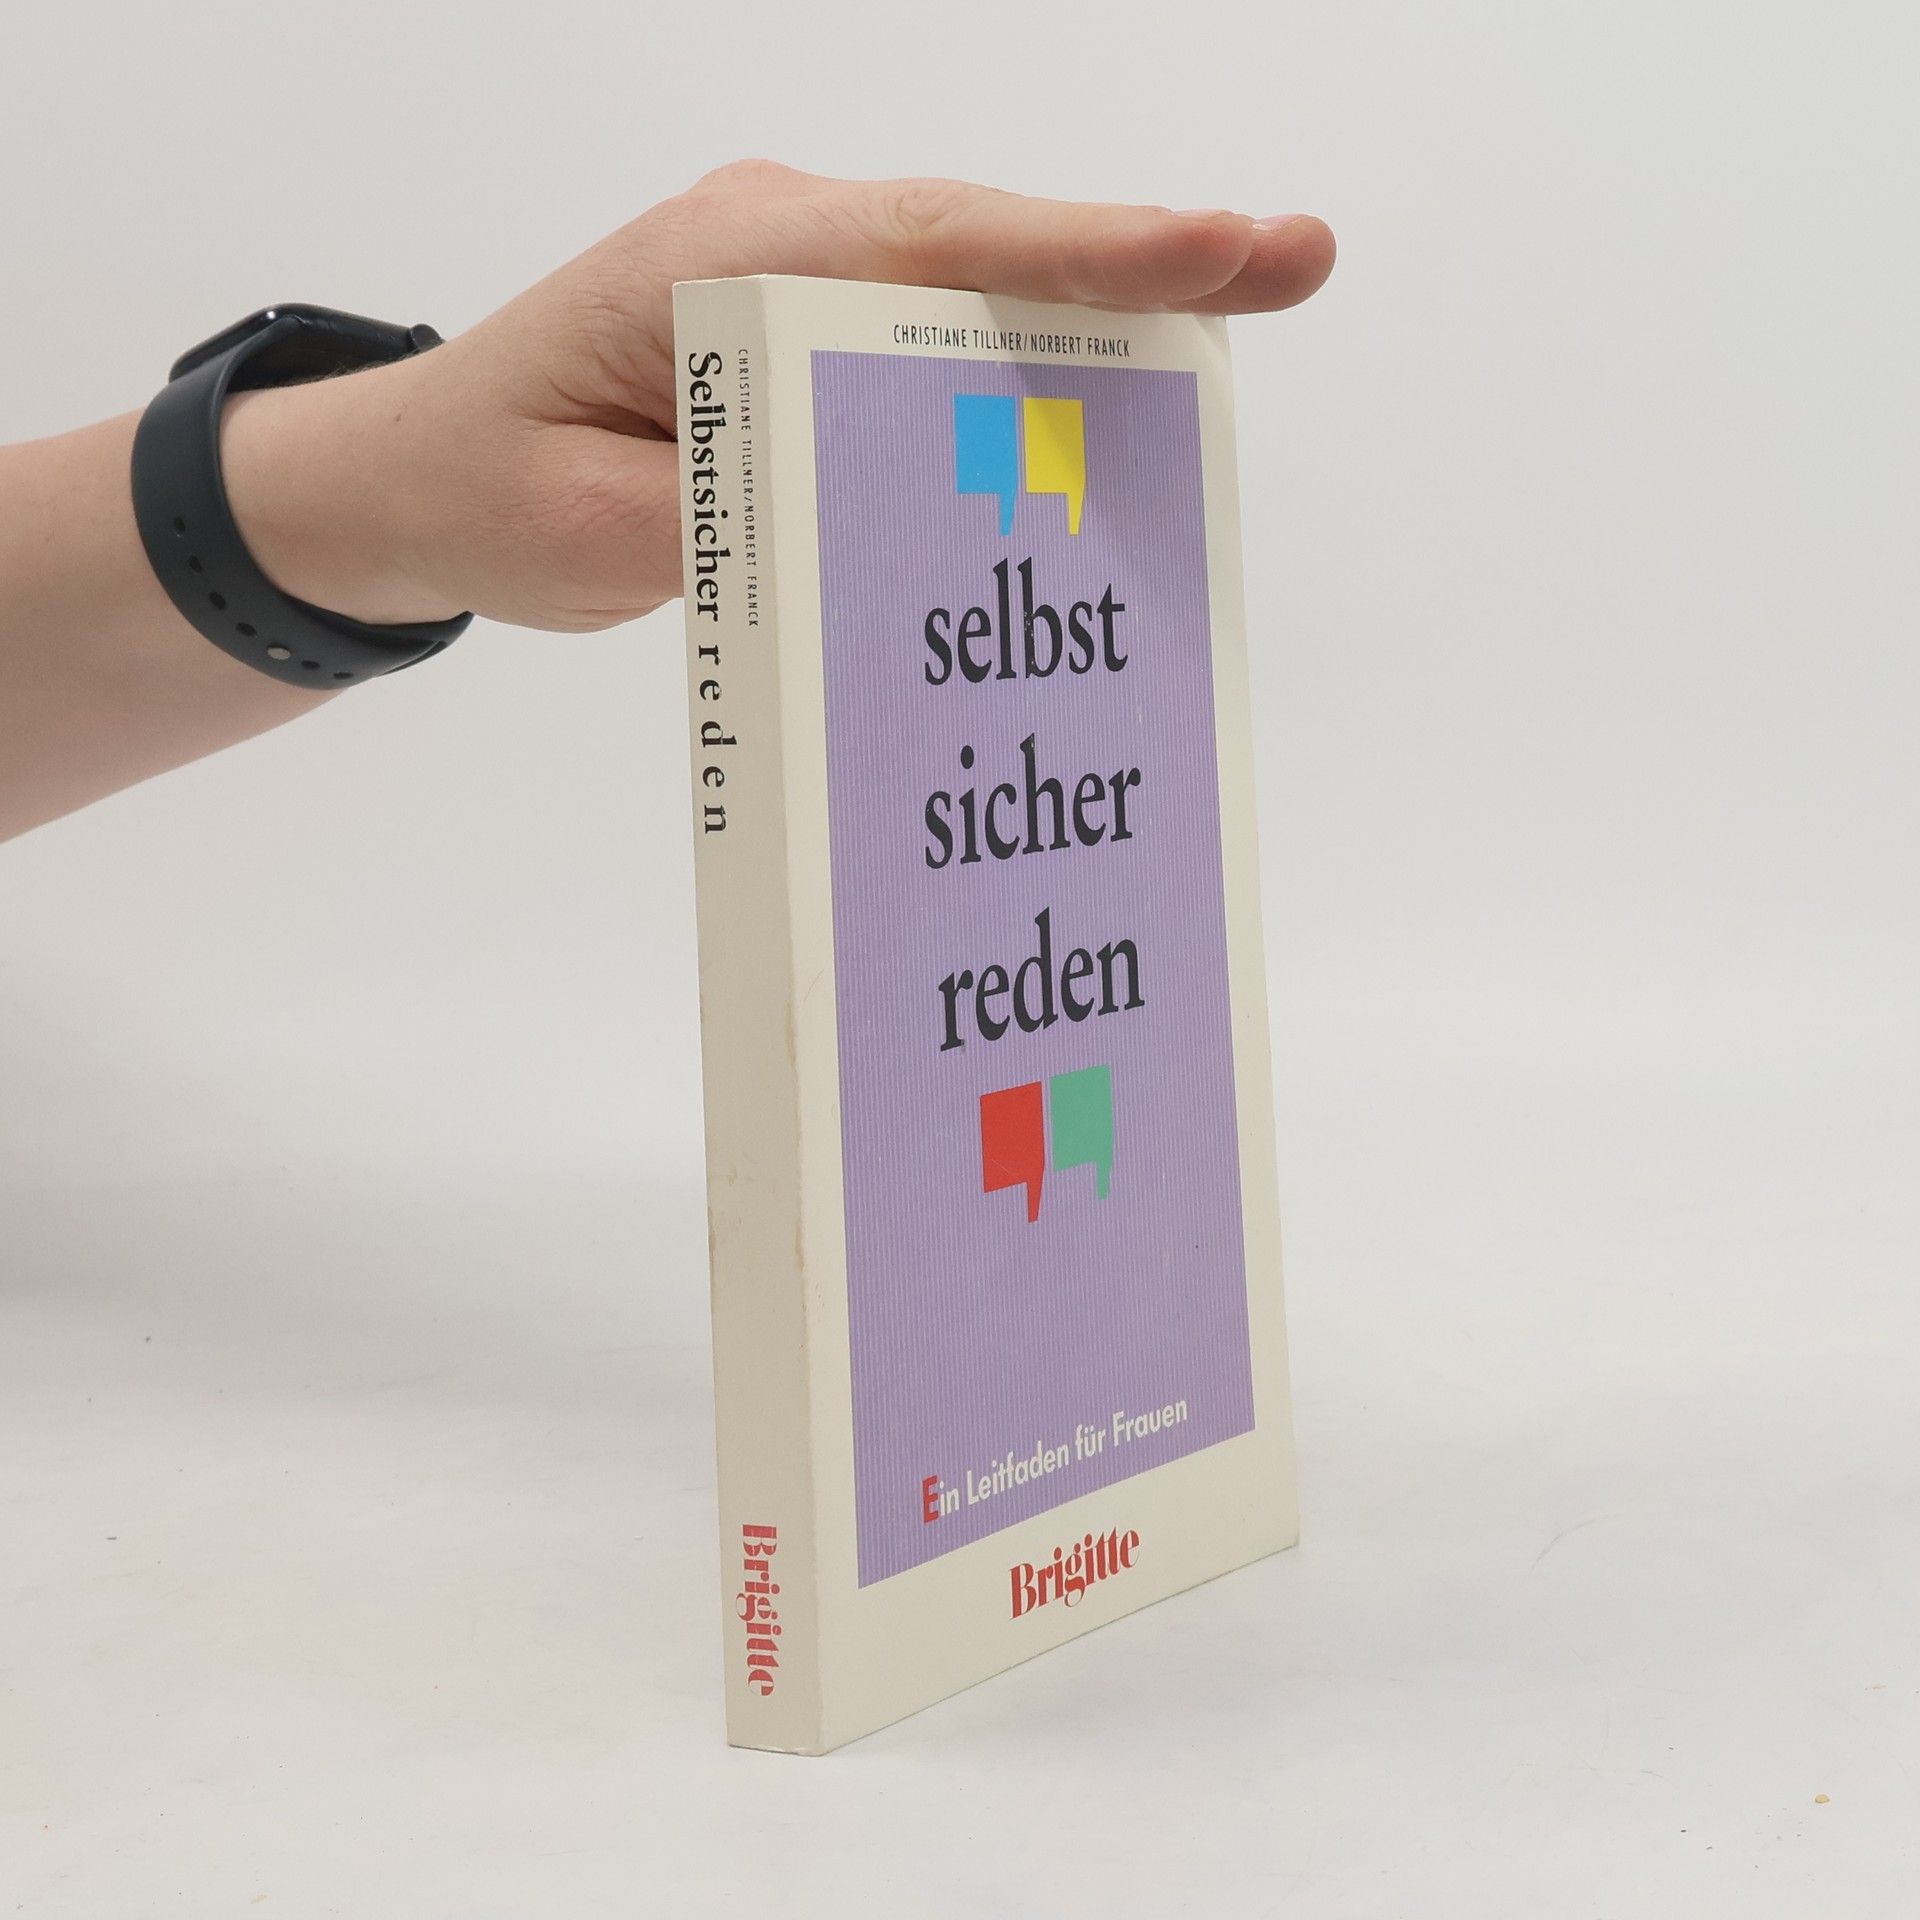 CHRISTIANE TILLNER/NORBERT FRANCK
Selbstsicher reden
Brigitte
CHRISTIANE TILLNER/NORBERT FRANCK
selbst
sicher
reden
Ein Leitfaden für Frauen
Brigitte